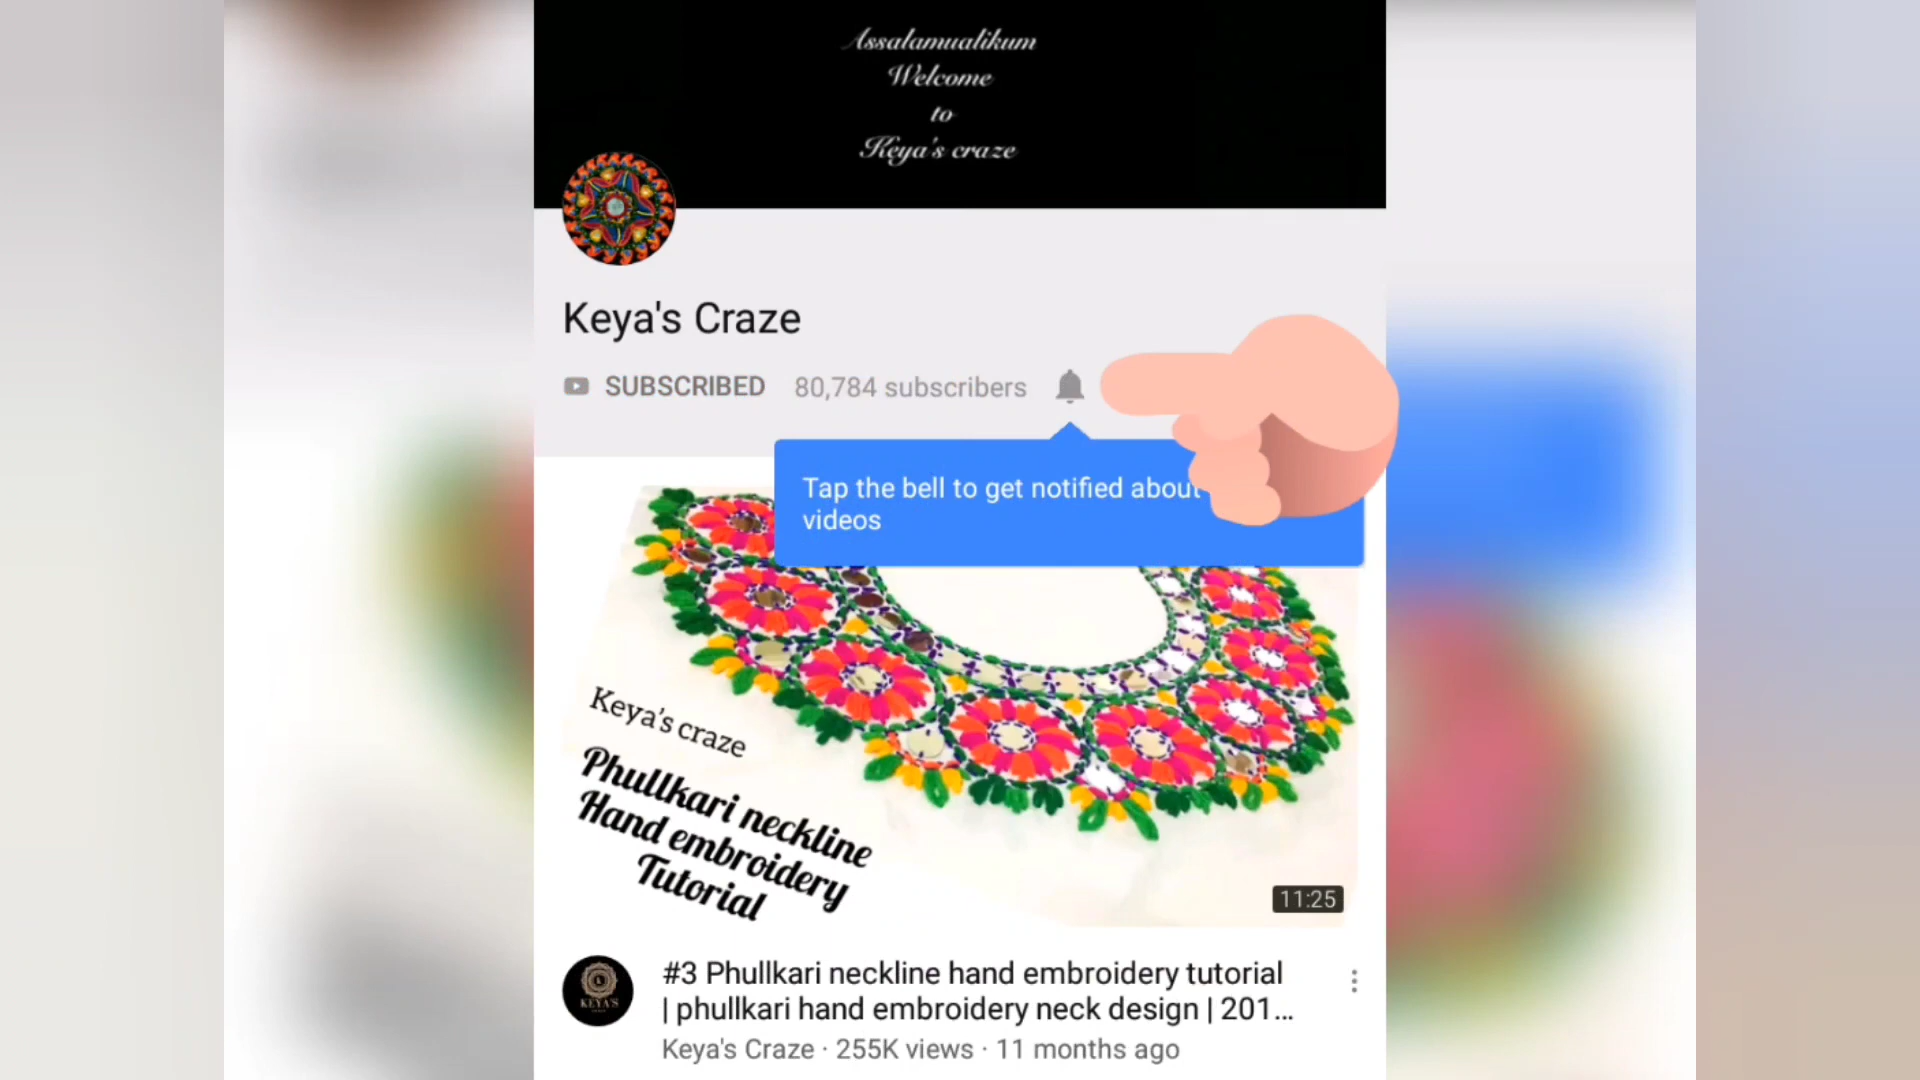 Assalamualikum
Welcome
to
Keya's craze
Keya's Craze
SUBSCRIBED 80,784 subscribers
Tap the bell to get notified about
videos
Keya's craze
Phullkari neckline
Hand embroidery
Tutorial
11:25
KEYA'S
#3 Phullkari neckline hand embroidery tutorial
| phullkari hand embroidery neck design | 201...
Keya's Craze · 255K views · 11 months ago